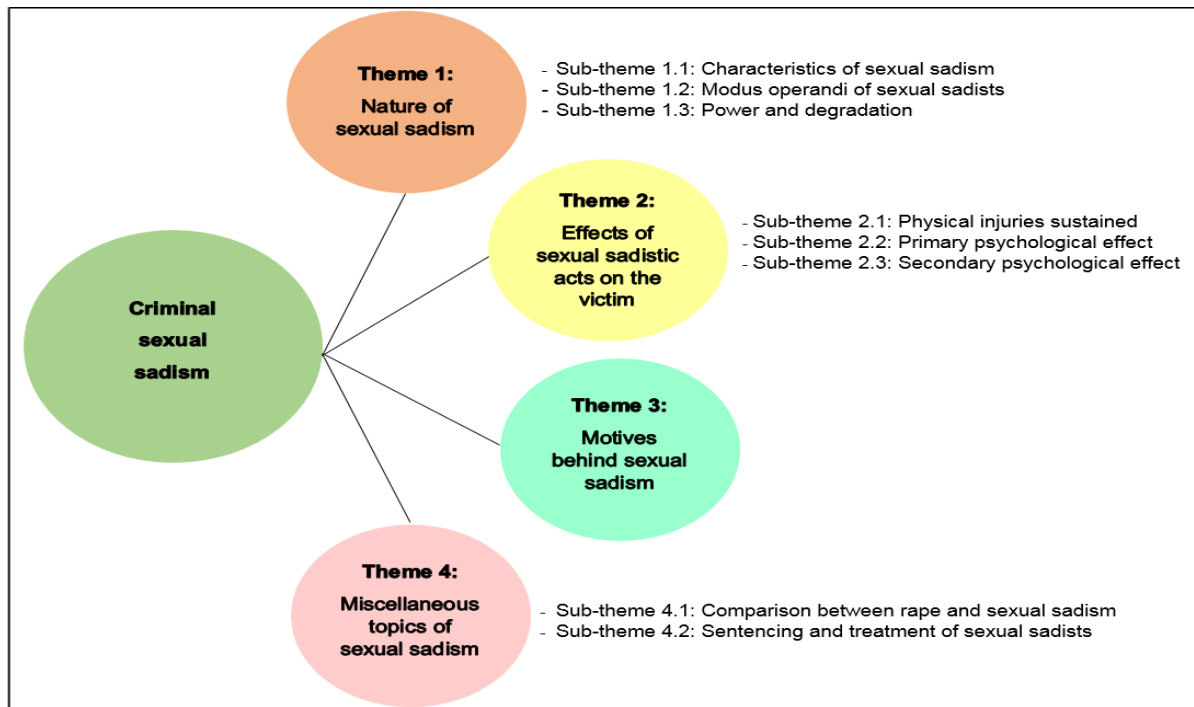 Criminal
sexual
sadism
Theme 1:
Nature of
sexual sadism
- Sub-theme 1.1: Characteristics of sexual sadism
- Sub-theme 1.2: Modus operandi of sexual sadists
- Sub-theme 1.3: Power and degradation
Theme 2:
Effects of
sexual sadistic
acts on the
victim
- Sub-theme 2.1: Physical injuries sustained
- Sub-theme 2.2: Primary psychological effect
- Sub-theme 2.3: Secondary psychological effect
Theme 3:
Motives
behind sexual
sadism
Theme 4:
Miscellaneous
topics of
sexual sadism
- Sub-theme 4.1: Comparison between rape and sexual sadism
- Sub-theme 4.2: Sentencing and treatment of sexual sadists